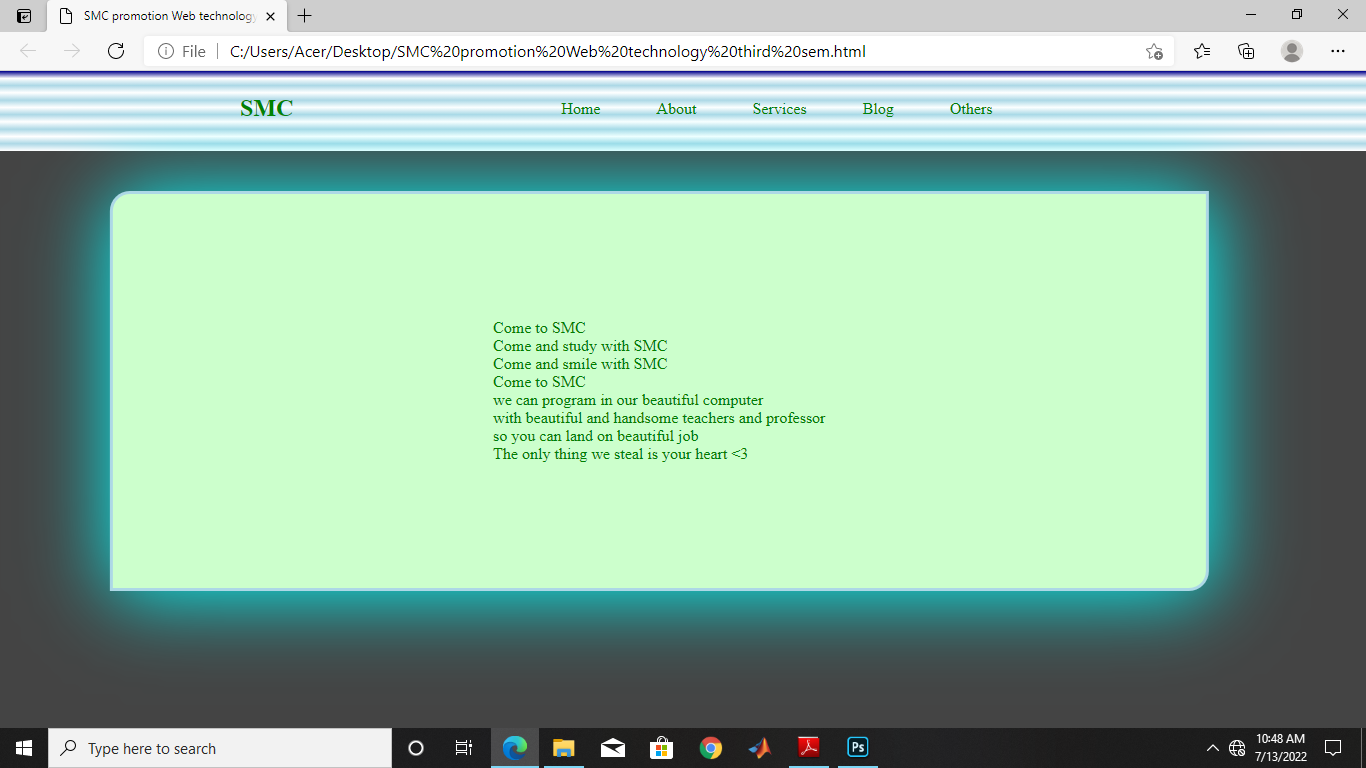 SMC promotion Web technology
File
C:/Users/Acer/Desktop/SMC%20promotion%20Web%20technology%20third%20sem.html
SMC Home About Services Blog Others
Come to SMC
Come and study with SMC
Come and smile with SMC
Come to SMC
we can program in our beautiful computer
with beautiful and handsome teachers and professor
so you can land on beautiful job
The only thing we steal is your heart <3
Type here to search
Ps
10:48 AM
7/13/2022